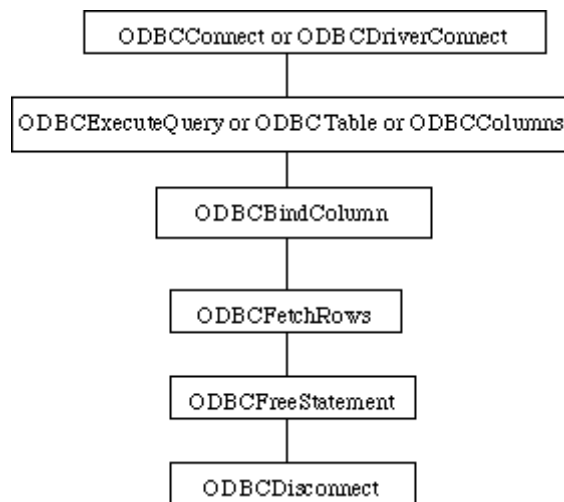 ODBCConnect or ODBCDriverConnect
ODBCExecuteQuery or ODBCTable or ODBCColumns
ODBCBindColumn
ODBCFetchRows
ODBCFreeStatement
ODBCDisconnect